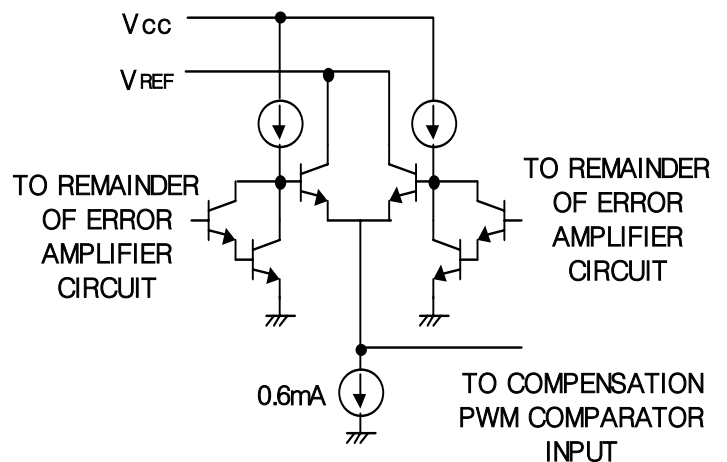 Vcc
VREF
TO REMAINDER
OF ERROR
AMPLIFIER
CIRCUIT
TO REMAINDER
OF ERROR
AMPLIFIER
CIRCUIT
0.6mA
TO COMPENSATION
PWM COMPARATOR
INPUT